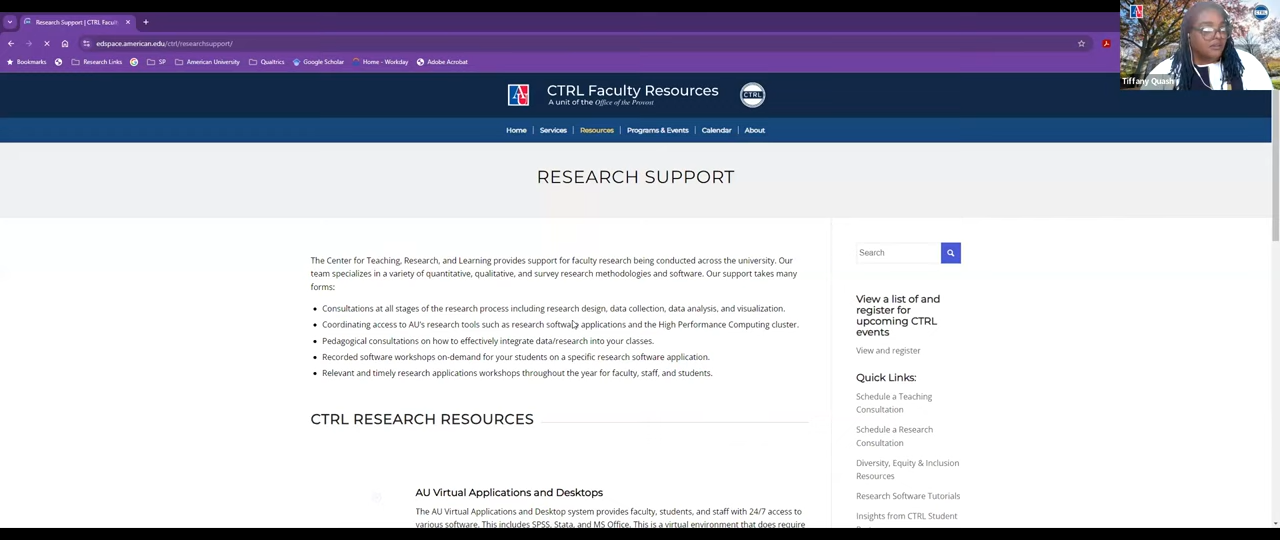 Research Support | CTRL Facul
edspace.american.edu/ctrl/researchsupport/
Bookmarks
Research Links
SP
American University
Qualtrics
Google Scholar
Home - Workday
Adobe Acrobat
Tiffany Quash
CTRL Faculty Resources
A unit of the Office of the Provost
CTRL
Home
Services
Resources
Programs & Events
Calendar
About
RESEARCH SUPPORT
The Center for Teaching, Research, and Learning provides support for faculty research being conducted across the university. Our
team specializes in a variety of quantitative, qualitative, and survey research methodologies and software. Our support takes many
forms:
Consultations at all stages of the research process including research design, data collection, data analysis, and visualization.
Coordinating access to AU's research tools such as research software applications and the High Performance Computing cluster.
Pedagogical consultations on how to effectively integrate data/research into your classes.
Recorded software workshops on-demand for your students on a specific research software application.
Relevant and timely research applications workshops throughout the year for faculty, staff, and students.
CTRL RESEARCH RESOURCES
AU Virtual Applications and Desktops
The AU Virtual Applications and Desktop system provides faculty, students, and staff with 24/7 access to
various software. This includes SPSS, Stata, and MS Office. This is a virtual environment that does require
Search
View a list of and
register for
upcoming CTRL
events
View and register
Quick Links:
Schedule a Teaching
Consultation
Schedule a Research
Consultation
Diversity, Equity & Inclusion
Resources
Research Software Tutorials
Insights from CTRL Student